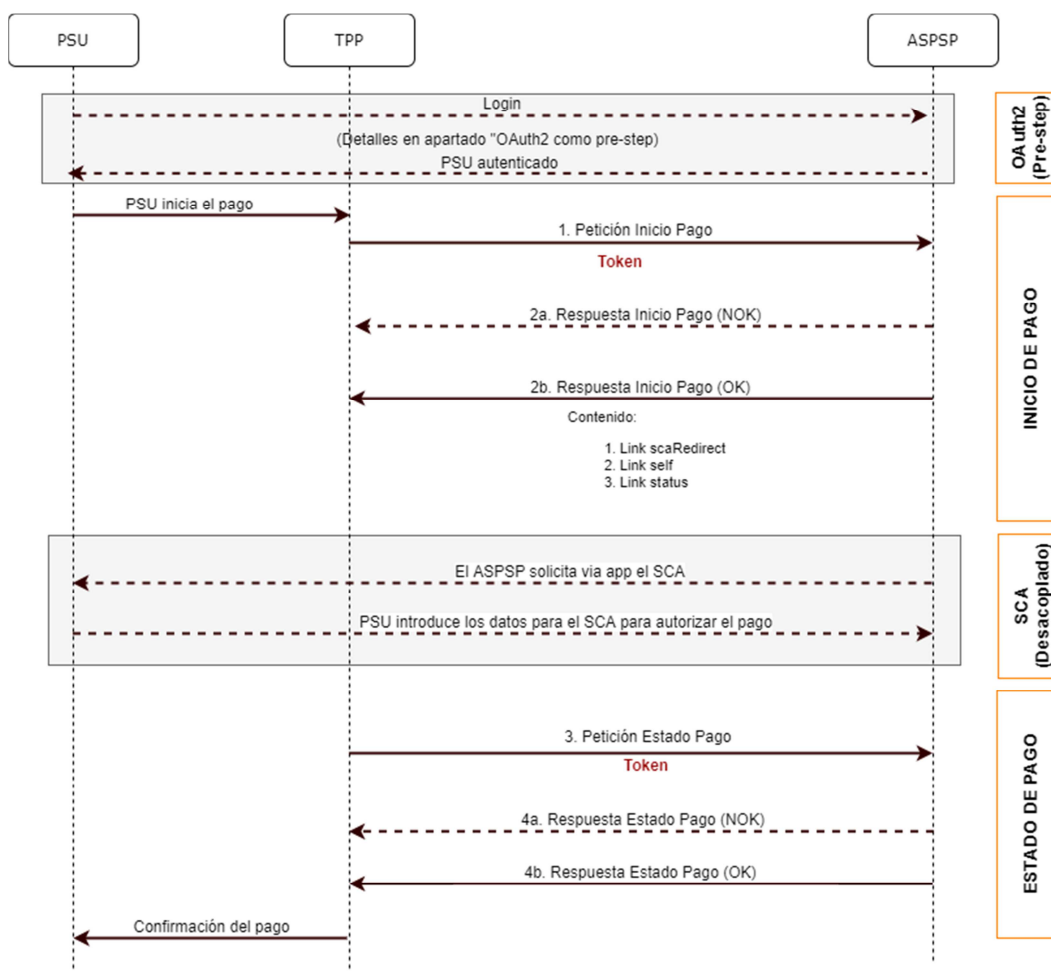 PSU
TPP
ASPSP
Login
(Detalles en apartado "OAuth2 como pre-step)
PSU autenticado
OAuth2
(Pre-step)
PSU inicia el pago
1. Petición Inicio Pago
Token
2a. Respuesta Inicio Pago (NOK)
2b. Respuesta Inicio Pago (OK)
Contenido:
1. Link scaRedirect
2. Link self
3. Link status
INICIO DE PAGO
El ASPSP solicita via app el SCA
PSU introduce los datos para el SCA para autorizar el pago
SCA
(Desacoplado)
3. Petición Estado Pago
Token
4a. Respuesta Estado Pago (NOK)
4b. Respuesta Estado Pago (OK)
Confirmación del pago
ESTADO DE PAGO